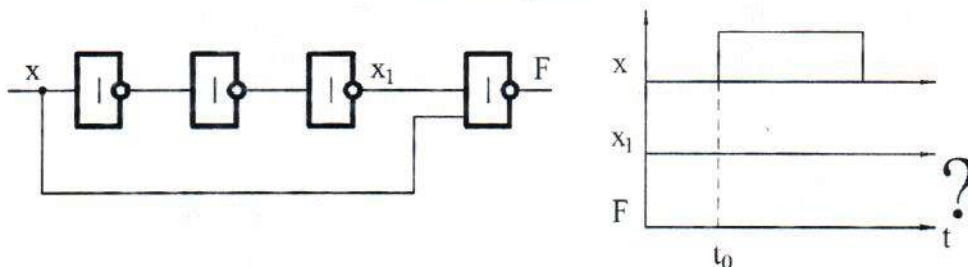 x | | | x₁ | F
x
x₁
F
t₀
t
?